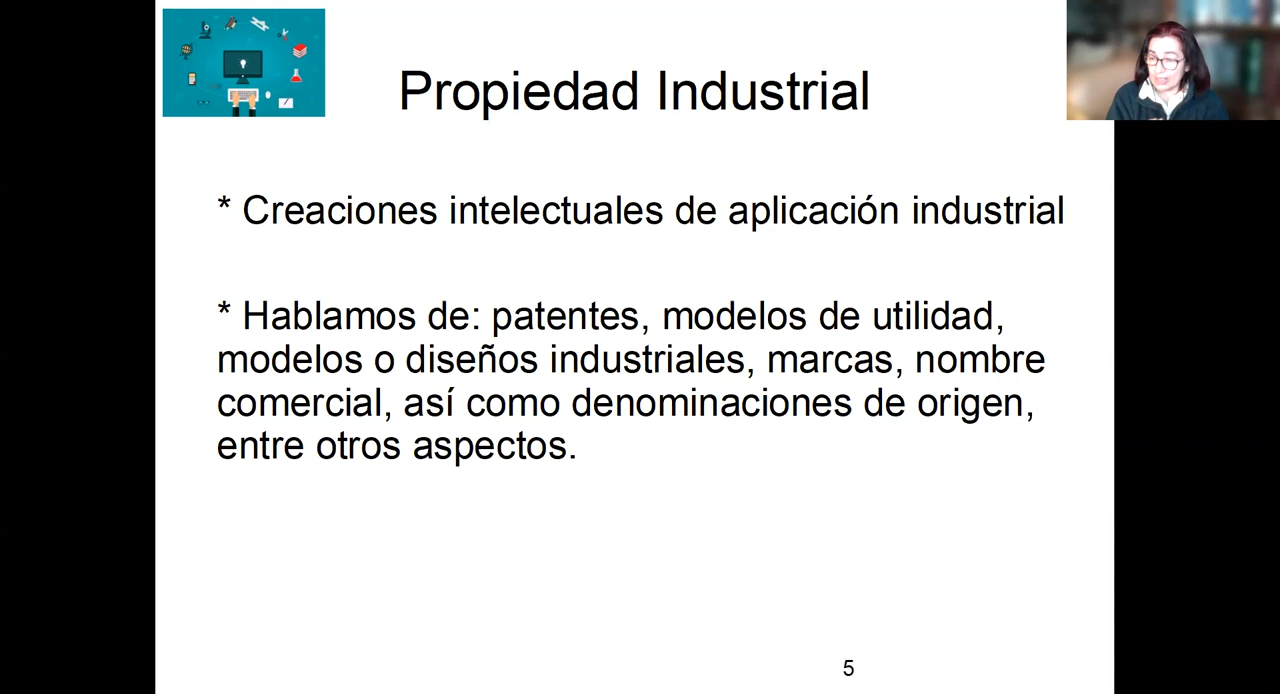 Propiedad Industrial
* Creaciones intelectuales de aplicación industrial
* Hablamos de: patentes, modelos de utilidad,
modelos o diseños industriales, marcas, nombre
comercial, así como denominaciones de origen,
entre otros aspectos.
5